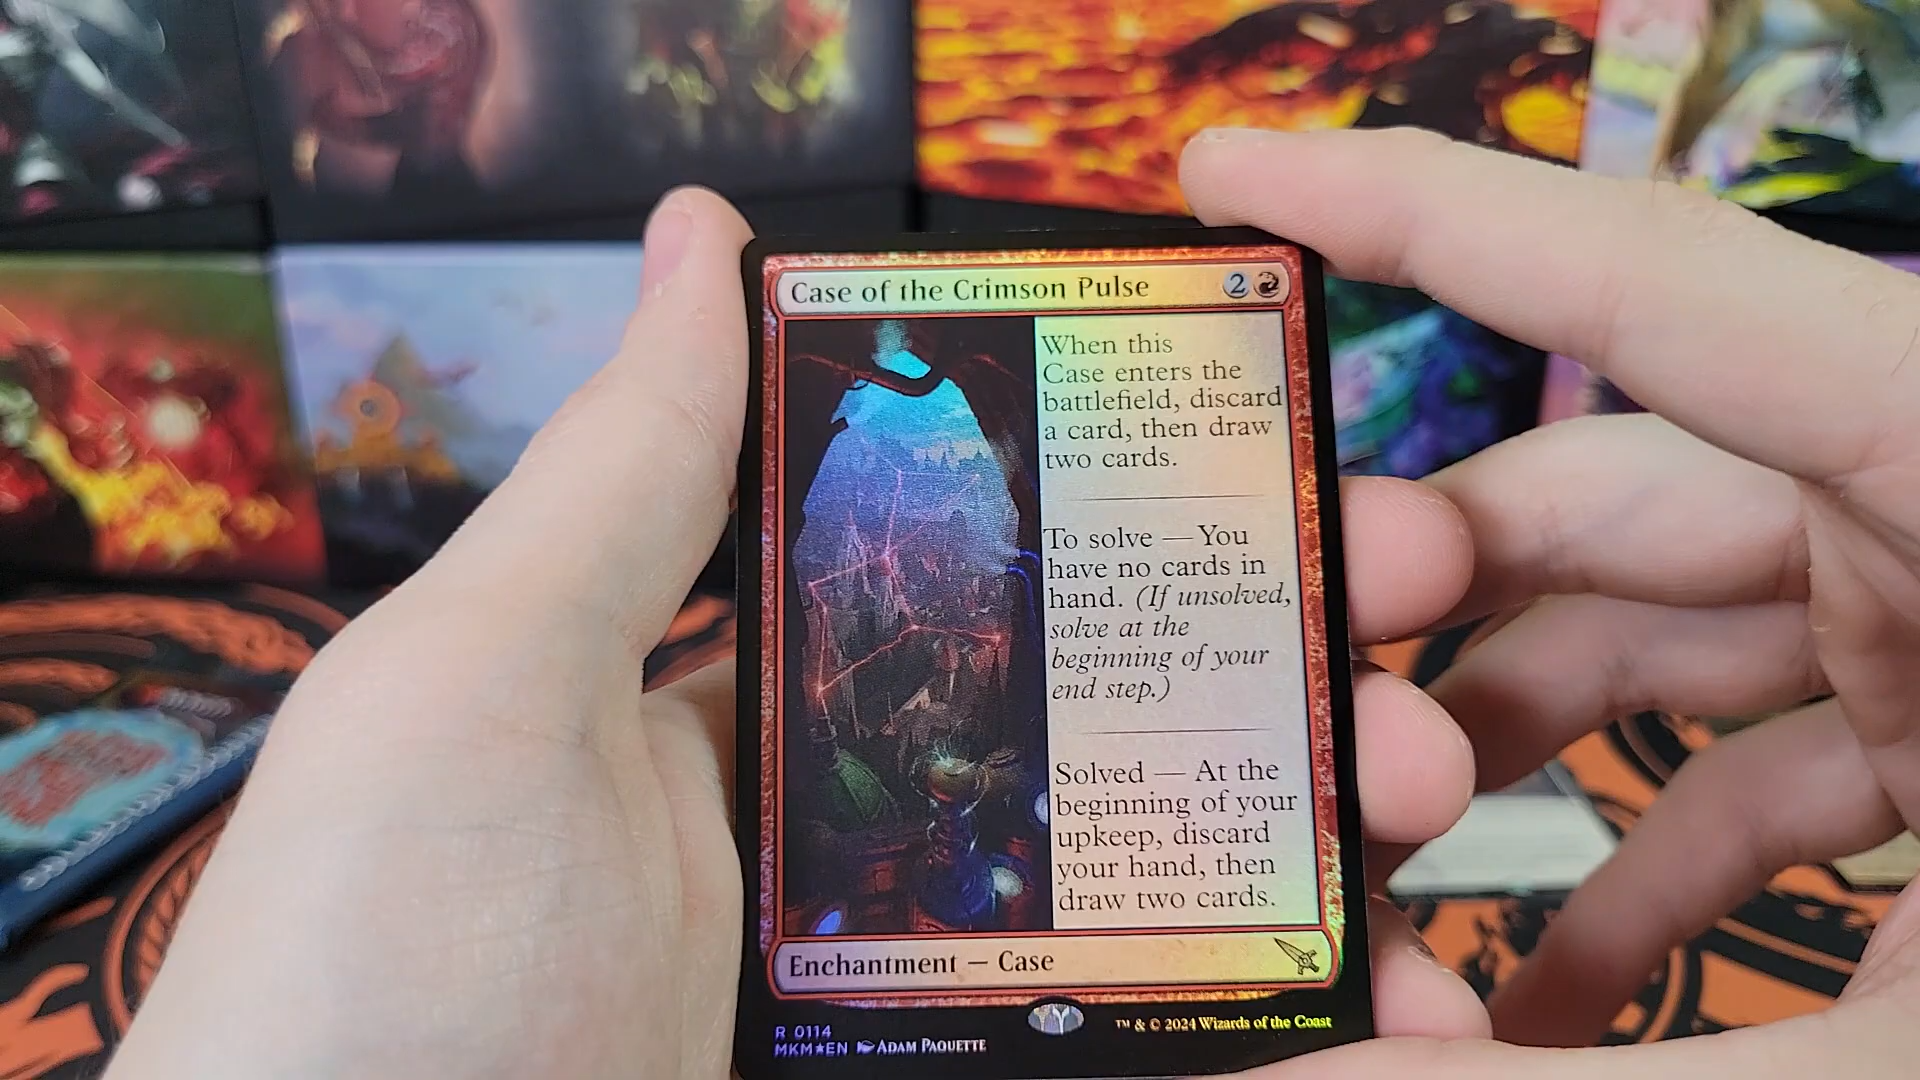 Case of the Crimson Pulse
2
When this
Case enters the
battlefield, discard
a card, then draw
two cards.
To solve — You
have no cards in
hand. (If unsolved,
solve at the
beginning of your
end step.)
Solved — At the
beginning of your
upkeep, discard
your hand, then
draw two cards.
Enchantment — Case
R 0114
MKM★EN ADAM PAQUETTE
™ & © 2024 Wizards of the Coast